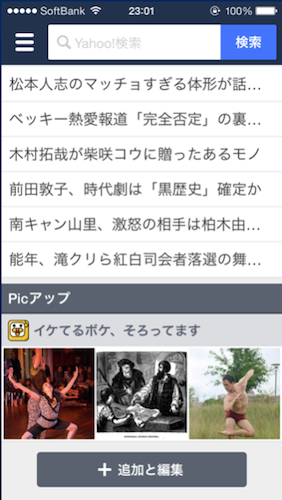 SoftBank 23:01 100%
Yahoo!検索 検索
松本人志のマッチョすぎる体形が話…
ベッキー熱愛報道「完全否定」の裏…
木村拓哉が柴咲コウに贈ったあるモノ
前田敦子、時代劇は「黒歴史」確定か
南キャン山里、激怒の相手は柏木由…
能年、滝クリら紅白司会者落選の舞…
Picアップ
イケてるボケ、そろってます
+ 追加と編集